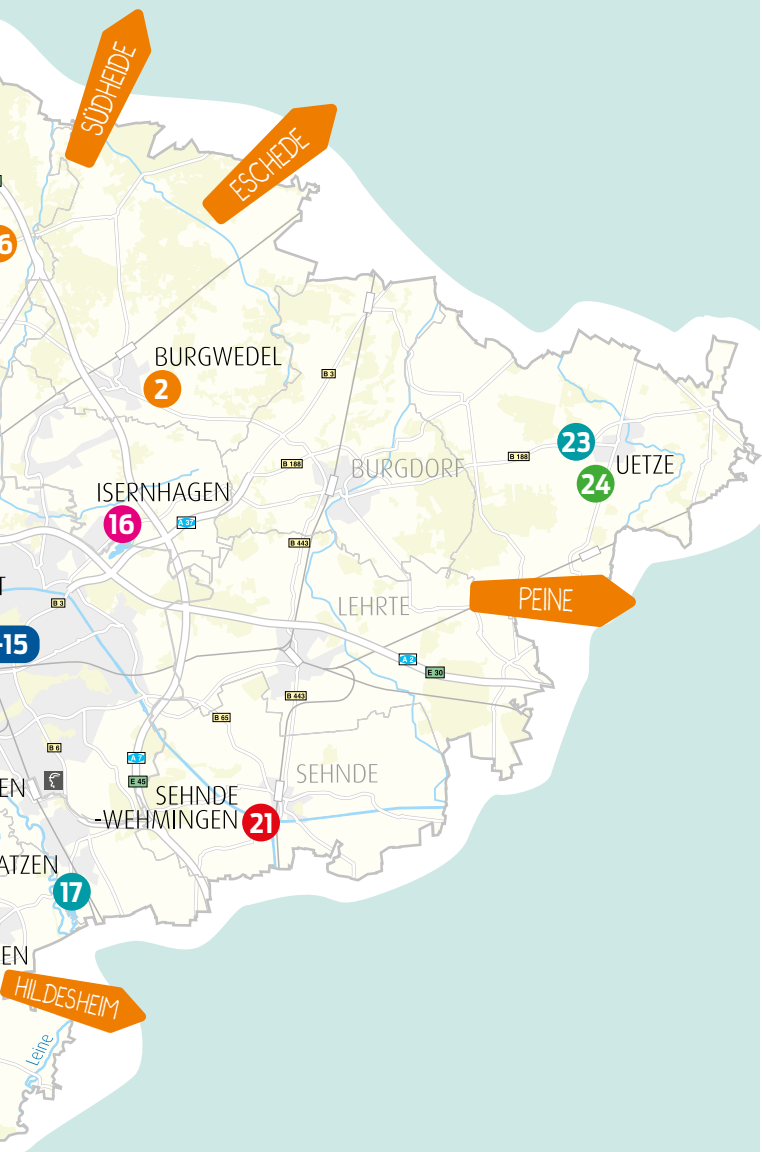 SÜDHEIDE
ESCHEDE
6
BURGWEDEL
2
B 3
23
BURGDORF
B 188
B 188
UETZE
24
ISERNHAGEN
16
A 37
B 443
T
PEINE
LEHRTE
B 3
-15
A 2
E 30
B 443
B 65
B 6
A 7
SEHNDE
E 45
EN
SEHNDE
-WEHMINGEN
21
ATZEN
17
EN
HILDESHEIM
Leine